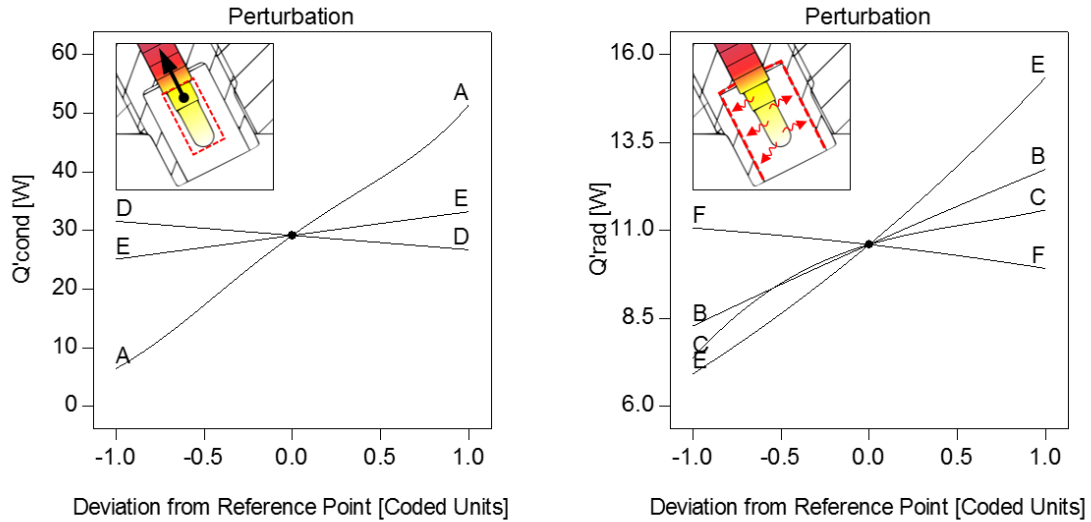 Perturbation
60
50
40
30
20
10
0
Q'cond [W]
A
D
E
E
D
A
-1.0 -0.5 0.0 0.5 1.0
Deviation from Reference Point [Coded Units]
Perturbation
16.0
13.5
11.0
8.5
6.0
Q'rad [W]
E
B
C
F
F
B
C
E
-1.0 -0.5 0.0 0.5 1.0
Deviation from Reference Point [Coded Units]